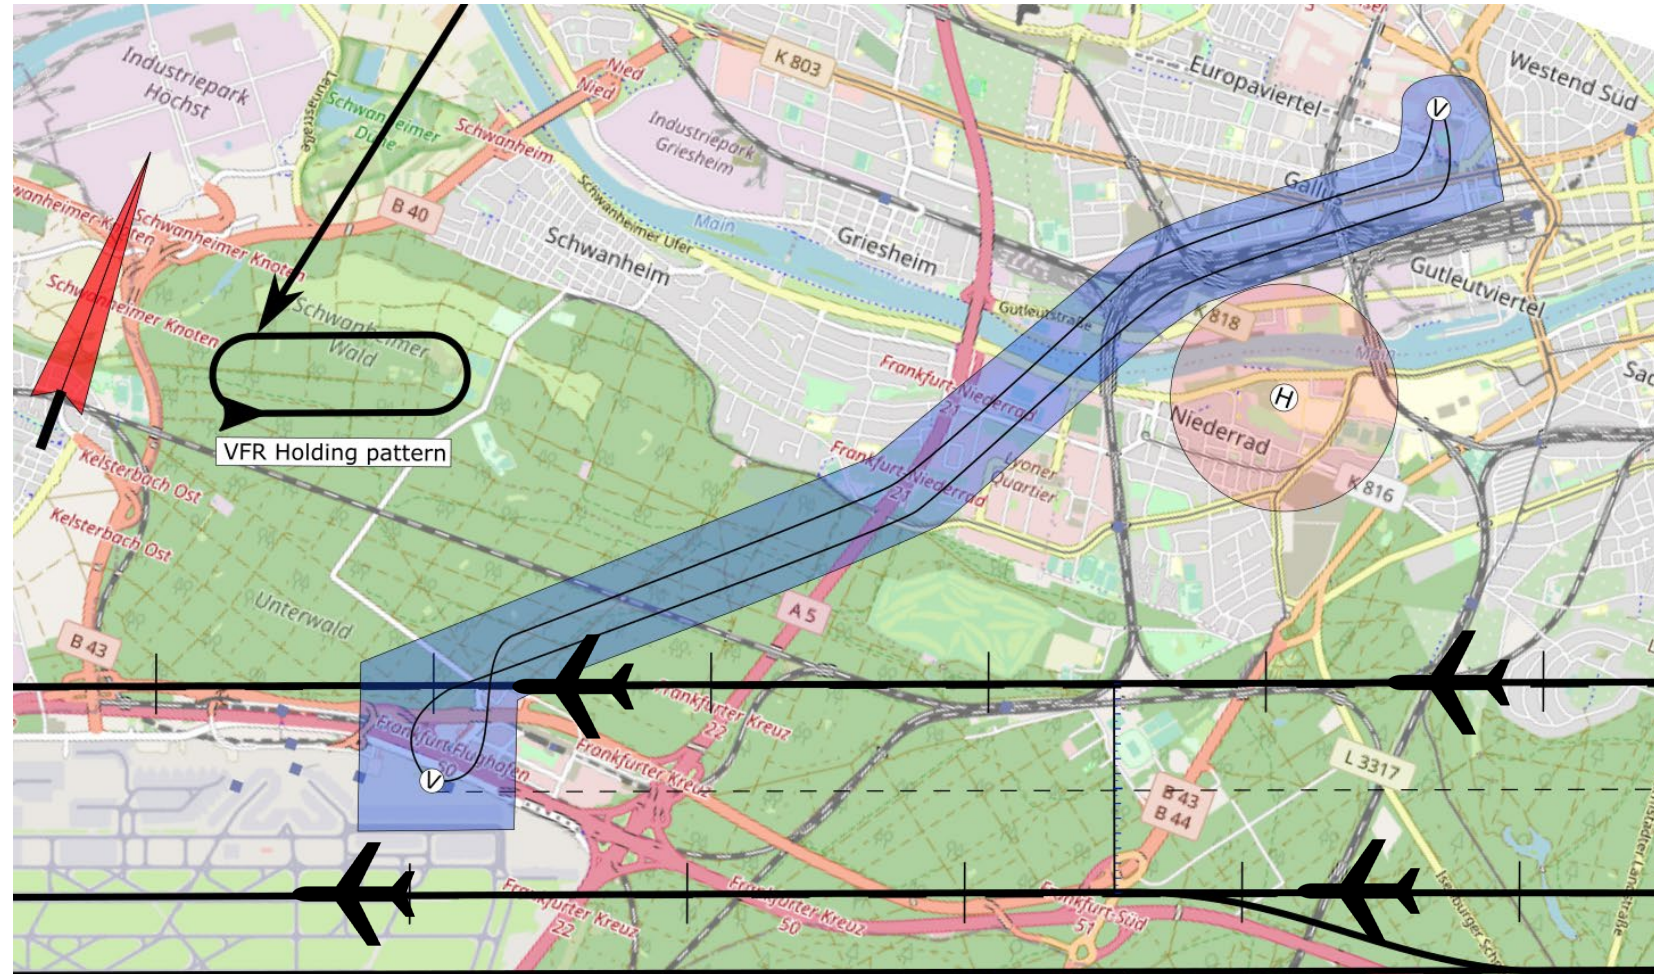 Industriepark
Höchst
Leunastraße
Schwanheimer
Düne
Nied
Nied
K 803
Europaviertel
Westend Süd
V
Schwanheim
Industriepark
Griesheim
B 40
Schwanheimer Ufer
Main
Gallus
Schwanheimer Knoten
Schwanheimer Knoten
Schwanheim
Griesheim
Gutleutviertel
Gutleutstraße
K 818
Schwanheimer
Wald
Main
Frankfurt-Niederrad
21
H
Niederrad
VFR Holding pattern
Kelsterbach Ost
Kelsterbach Ost
Frankfurt-Niederrad
21
Lyoner
Quartier
K 816
Unterwald
A 5
B 43
Frankfurter Kreuz
22
Frankfurt-Flughafen
50
V
Frankfurter Kreuz
L 3317
B 43
B 44
Frankfurter Kreuz
22
Frankfurter Kreuz
50
Frankfurt-Süd
51